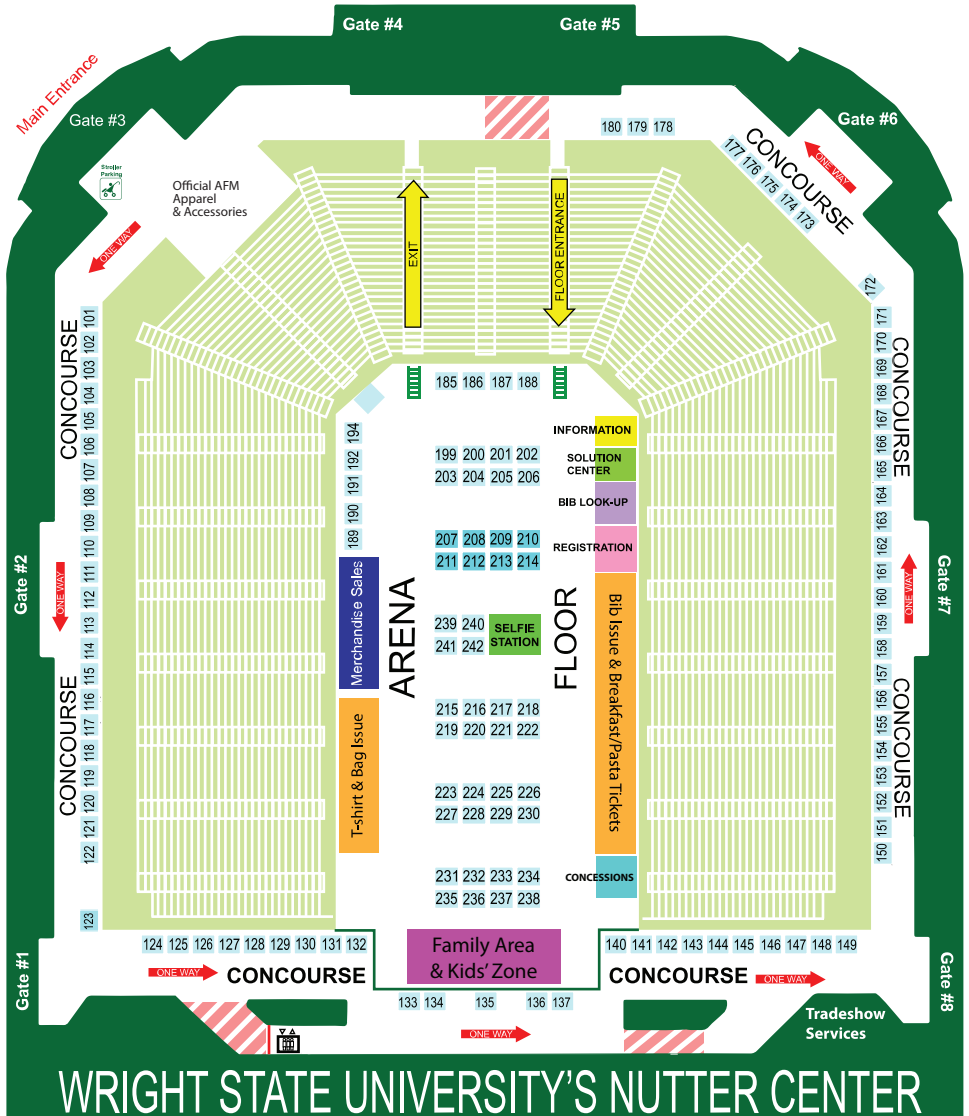 Gate #4
Gate #5
Main Entrance
Gate #3
Gate #6
180 179 178
177 176 175 174 173
CONCOURSE
ONE WAY
Stroller
Parking
Official AFM
Apparel
& Accessories
ONE WAY
EXIT
FLOOR ENTRANCE
172
101
102
103
104
105
106
107
108
109
110
111
112
113
114
115
116
117
118
119
120
121
122
123
CONCOURSE
Gate #2
ONE WAY
CONCOURSE
171
170
169
168
167
166
165
164
163
162
161
160
159
158
157
156
155
154
153
152
151
150
CONCOURSE
Gate #7
ONE WAY
CONCOURSE
185 186 187 188
194
192
191
190
189
199 200 201 202
203 204 205 206
207 208 209 210
211 212 213 214
239 240
241 242
SELFIE
STATION
215 216 217 218
219 220 221 222
223 224 225 226
227 228 229 230
231 232 233 234
235 236 237 238
INFORMATION
SOLUTION
CENTER
BIB LOOK-UP
REGISTRATION
Bib Issue & Breakfast/Pasta Tickets
CONCESSIONS
Merchandise Sales
T-shirt & Bag Issue
ARENA
FLOOR
124 125 126 127 128 129 130 131 132
ONE WAY
CONCOURSE
Family Area
& Kids' Zone
140 141 142 143 144 145 146 147 148 149
CONCOURSE
ONE WAY
133 134 135 136 137
ONE WAY
Gate #1
Gate #8
Tradeshow
Services
WRIGHT STATE UNIVERSITY'S NUTTER CENTER